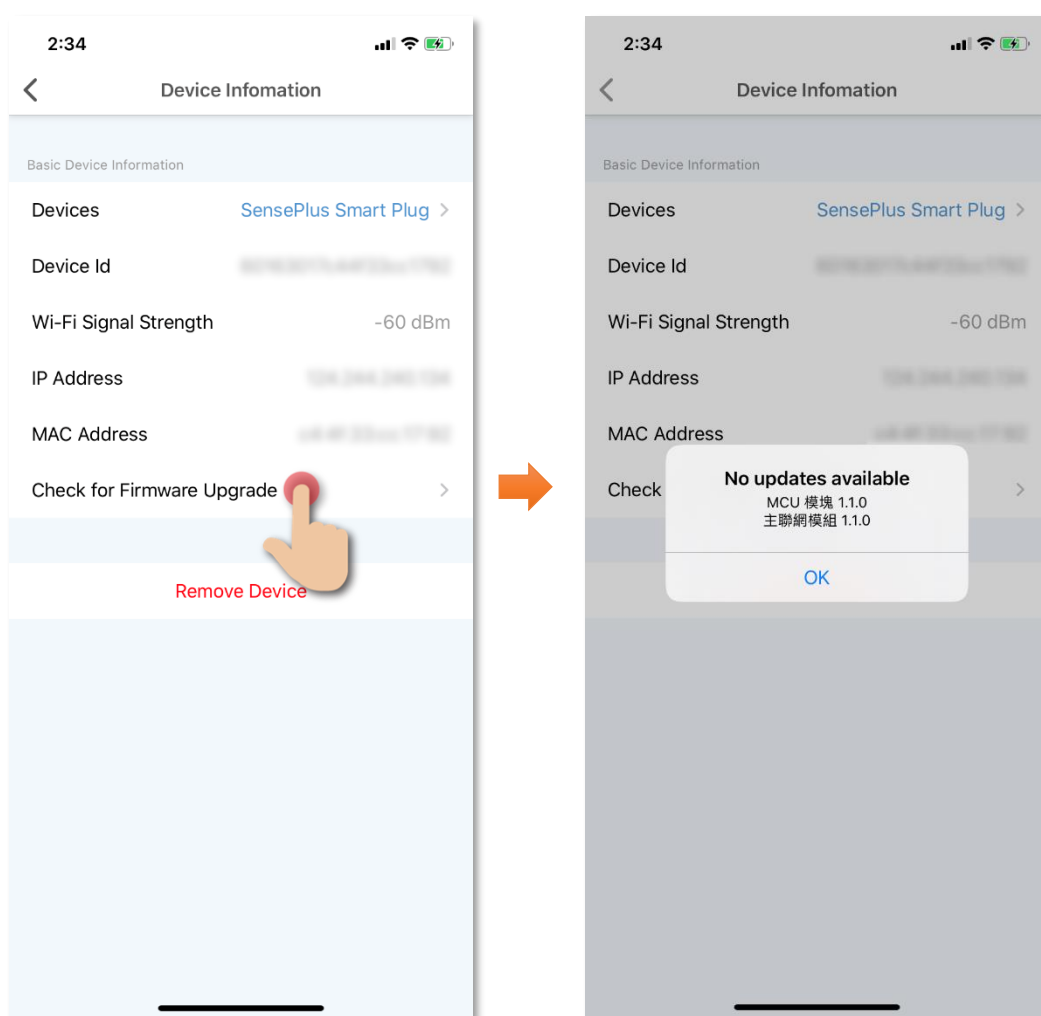 2:34
Device Infomation
Basic Device Information
Devices SensePlus Smart Plug >
Device Id
Wi-Fi Signal Strength -60 dBm
IP Address
MAC Address
Check for Firmware Upgrade >
Remove Device
2:34
Device Infomation
Basic Device Information
Devices SensePlus Smart Plug >
Device Id
Wi-Fi Signal Strength -60 dBm
IP Address
MAC Address
Check >
No updates available
MCU 模塊 1.1.0
主聯網模組 1.1.0
OK